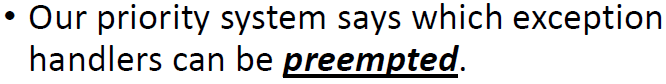 • Our priority system says which exception
handlers can be preempted.